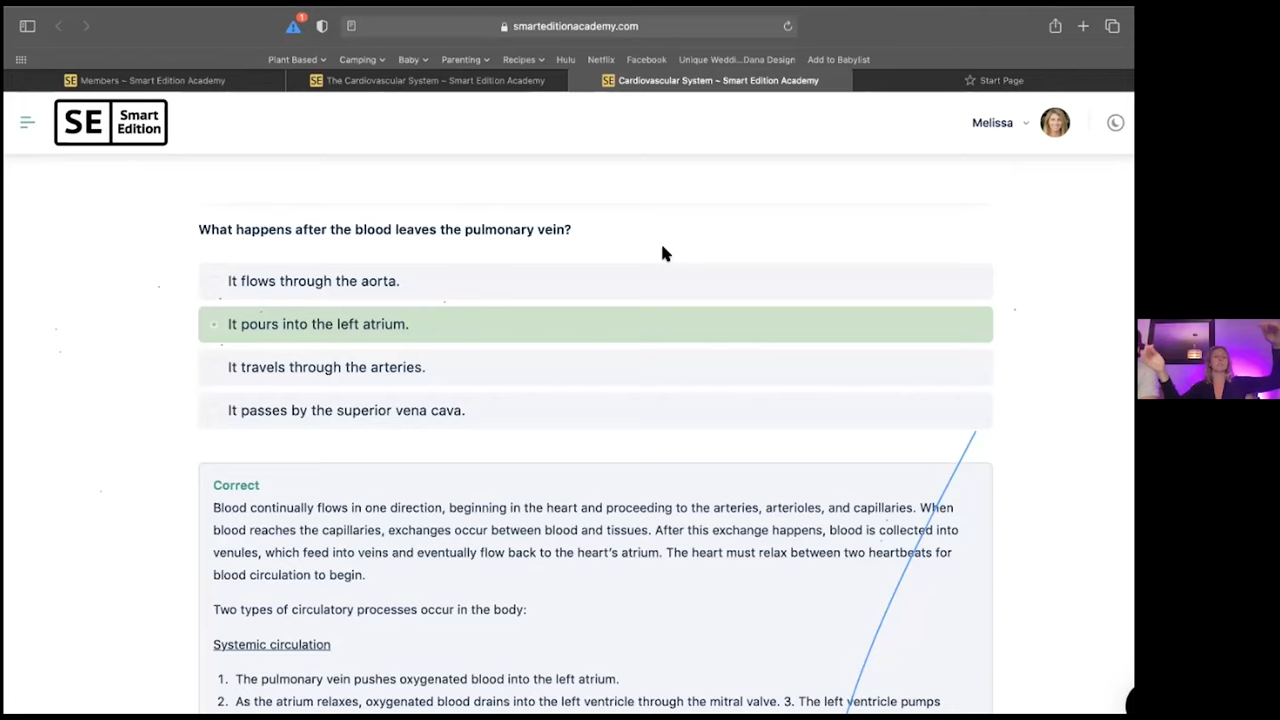 1
smarteditionacademy.com
Plant Based Camping Baby Parenting Recipes Hulu Netflix Facebook Unique Weddi...Dana Design Add to Babylist
SE Members ~ Smart Edition Academy SE The Cardiovascular System ~ Smart Edition Academy SE Cardiovascular System ~ Smart Edition Academy Start Page
SE Smart Edition
Melissa
What happens after the blood leaves the pulmonary vein?
It flows through the aorta.
It pours into the left atrium.
It travels through the arteries.
It passes by the superior vena cava.
Correct
Blood continually flows in one direction, beginning in the heart and proceeding to the arteries, arterioles, and capillaries. When
blood reaches the capillaries, exchanges occur between blood and tissues. After this exchange happens, blood is collected into
venules, which feed into veins and eventually flow back to the heart's atrium. The heart must relax between two heartbeats for
blood circulation to begin.
Two types of circulatory processes occur in the body:
Systemic circulation
1. The pulmonary vein pushes oxygenated blood into the left atrium.
2. As the atrium relaxes, oxygenated blood drains into the left ventricle through the mitral valve. 3. The left ventricle pumps